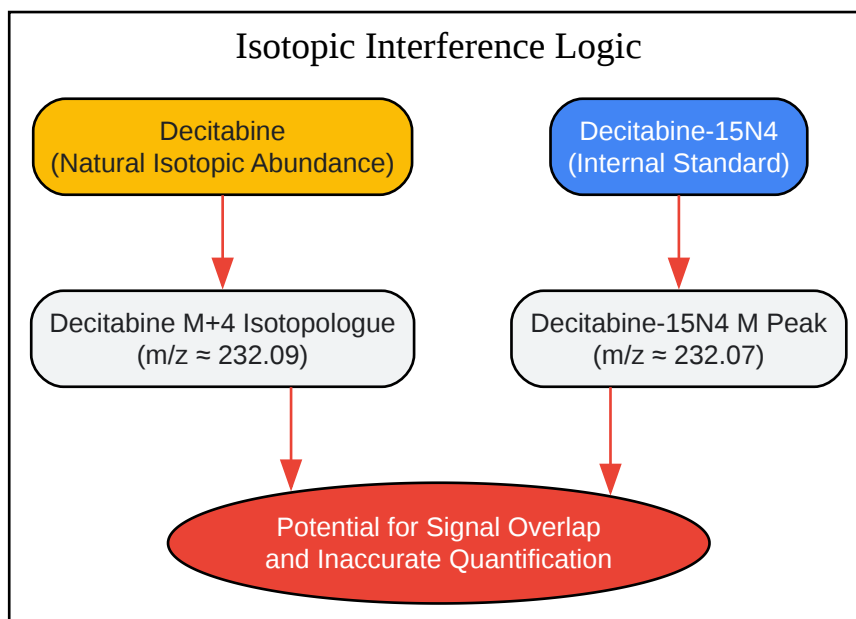 Isotopic Interference Logic
Decitabine
(Natural Isotopic Abundance)
Decitabine-15N4
(Internal Standard)
Decitabine M+4 Isotopologue
(m/z ≈ 232.09)
Decitabine-15N4 M Peak
(m/z ≈ 232.07)
Potential for Signal Overlap
and Inaccurate Quantification